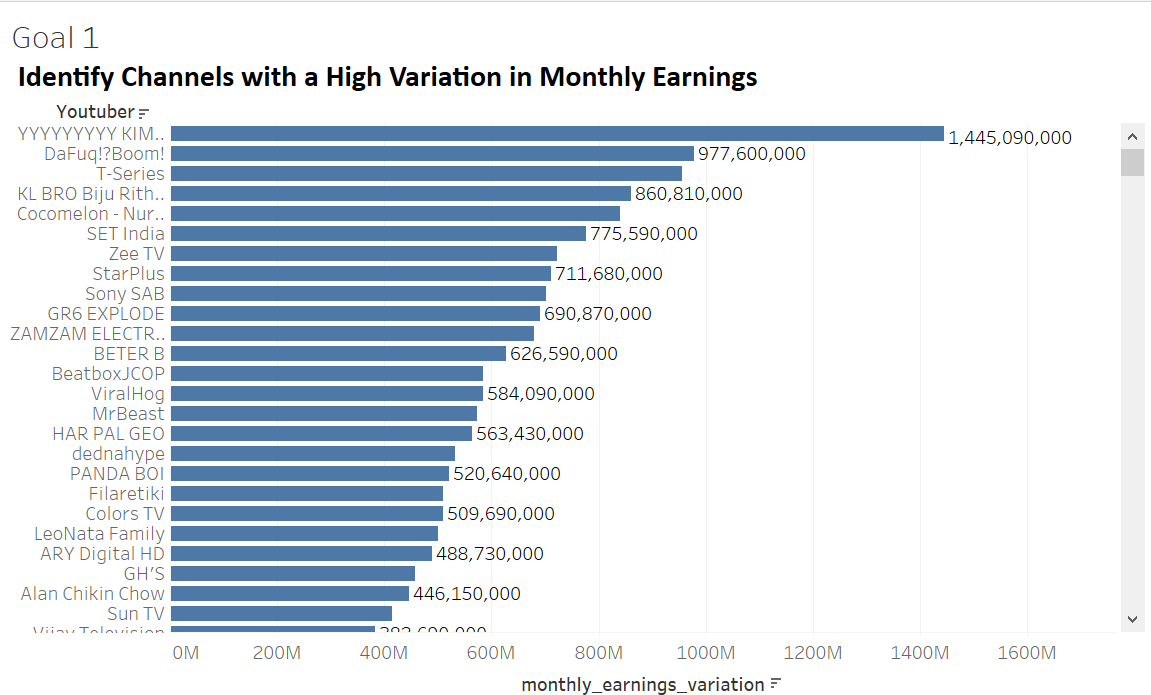 Goal 1
Identify Channels with a High Variation in Monthly Earnings
Youtuber
YYYYYYYYY KIM.. 1,445,090,000
DaFuq!?Boom! 977,600,000
T-Series
KL BRO Biju Rith.. 860,810,000
Cocomelon - Nur..
SET India 775,590,000
Zee TV
StarPlus 711,680,000
Sony SAB
GR6 EXPLODE 690,870,000
ZAMZAM ELECTR..
BETER B 626,590,000
BeatboxJCOP
ViralHog 584,090,000
MrBeast
HAR PAL GEO 563,430,000
dednahype
PANDA BOI 520,640,000
Filaretiki
Colors TV 509,690,000
LeoNata Family
ARY Digital HD 488,730,000
GH'S
Alan Chikin Chow 446,150,000
Sun TV
Vijay Television
0M 200M 400M 600M 800M 1000M 1200M 1400M 1600M
monthly_earnings_variation